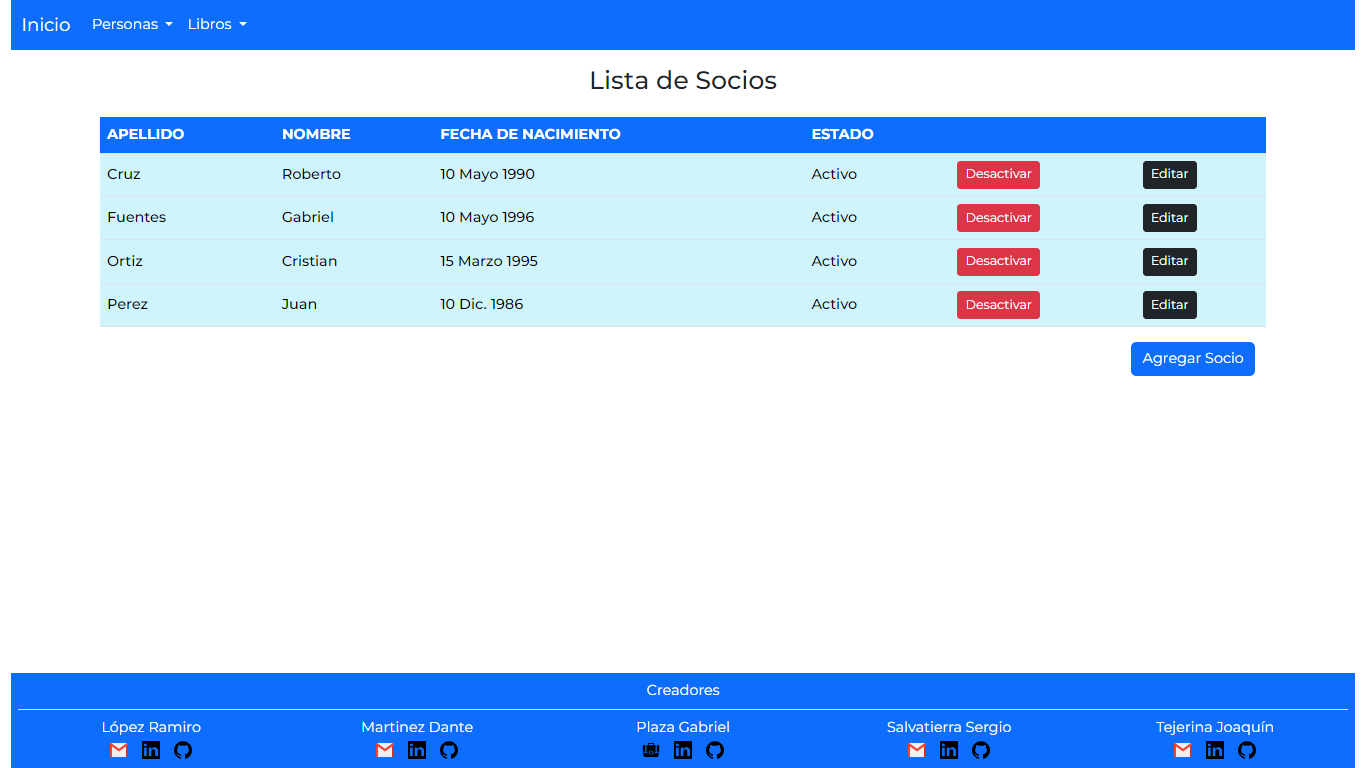 Inicio Personas Libros
Lista de Socios
APELLIDO NOMBRE FECHA DE NACIMIENTO ESTADO
Cruz Roberto 10 Mayo 1990 Activo Desactivar Editar
Fuentes Gabriel 10 Mayo 1996 Activo Desactivar Editar
Ortiz Cristian 15 Marzo 1995 Activo Desactivar Editar
Perez Juan 10 Dic. 1986 Activo Desactivar Editar
Agregar Socio
Creadores
López Ramiro Martinez Dante Plaza Gabriel Salvatierra Sergio Tejerina Joaquín